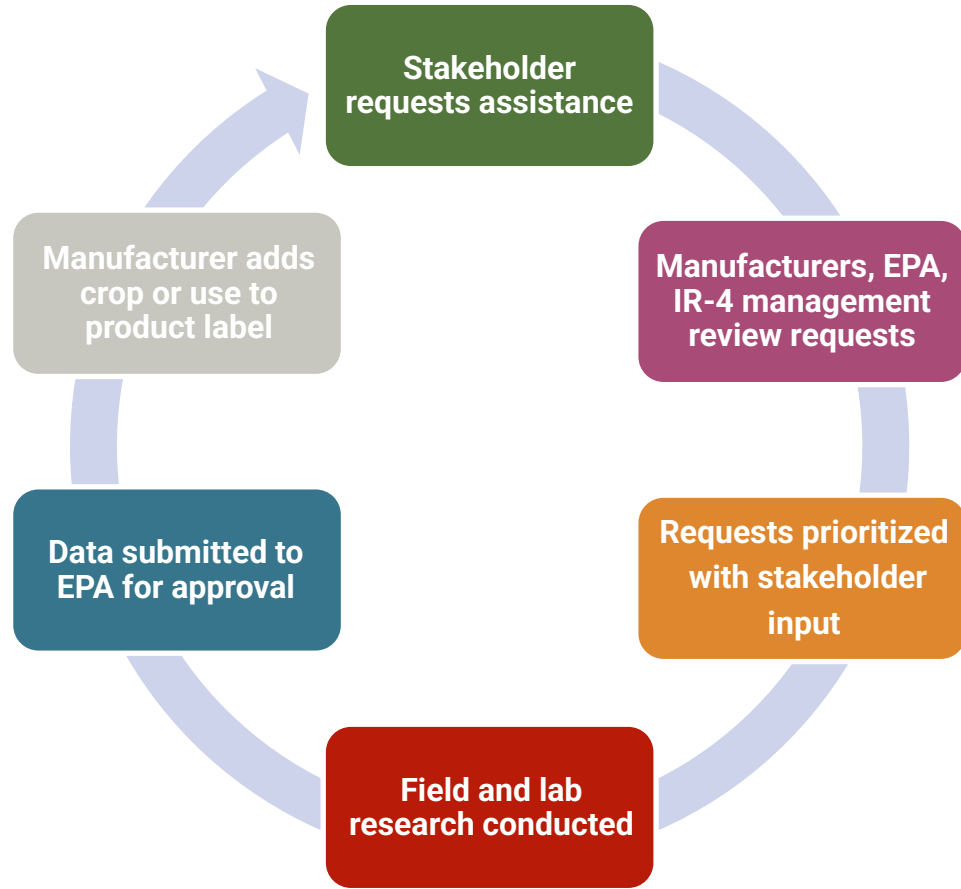 Stakeholder
requests assistance
Manufacturers, EPA,
IR-4 management
review requests
Requests prioritized
with stakeholder
input
Field and lab
research conducted
Data submitted to
EPA for approval
Manufacturer adds
crop or use to
product label